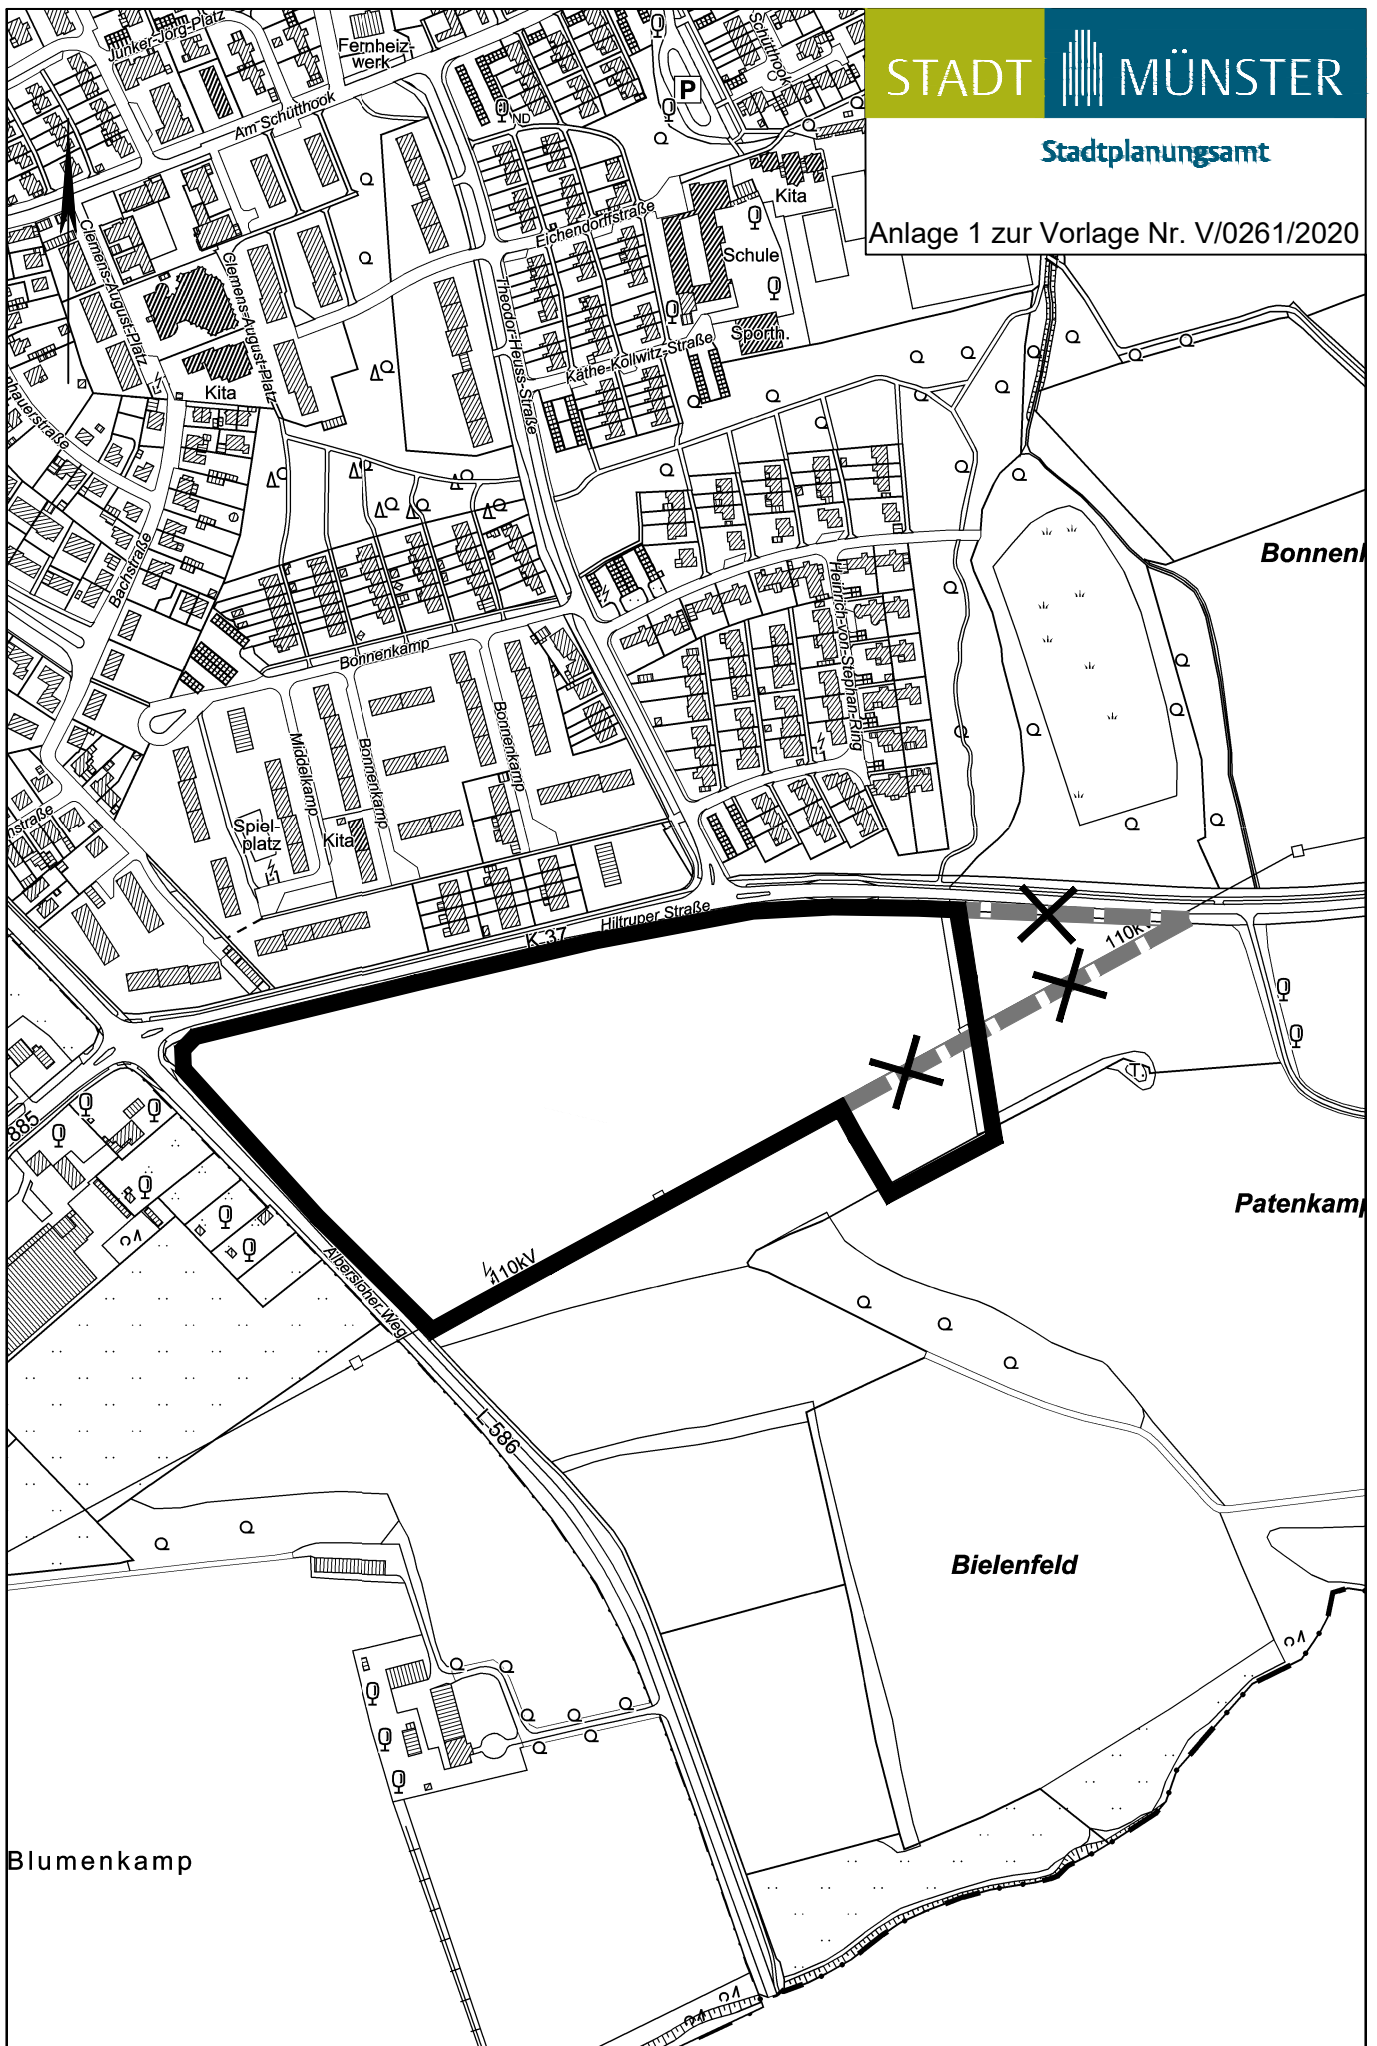 STADT MÜNSTER
Stadtplanungsamt
Anlage 1 zur Vorlage Nr. V/0261/2020
Junker-Jörg-Platz
Fernheiz-
werk
Schütthook
P
ND
Am Schütthook
Kita
Eichendorffstraße
Schule
Clemens-August-Platz
Clemens-August-Platz
Theodor-Heuss-Straße
Sporth.
Käthe-Kollwitz-Straße
Kita
Bachstraße
Bonnenkamp
Heinrich-von-Stephan-Ring
Bonnenkamp
Middelkamp
Bonnenkamp
Spiel-
platz
Kita
Hiltruper Straße
K 37
110kV
885
T.
Patenkamp
110kV
Albersloher Weg
L 586
Bielenfeld
Blumenkamp